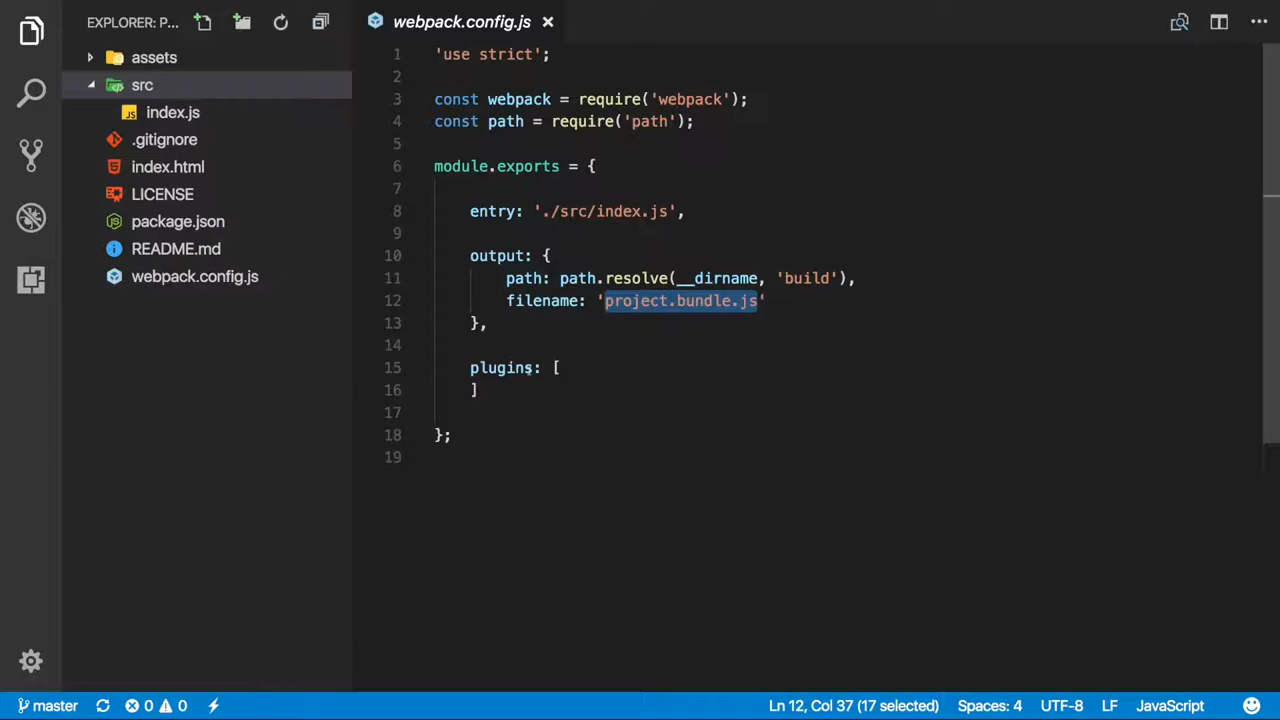 EXPLORER: P...
assets
src
index.js
.gitignore
index.html
LICENSE
package.json
README.md
webpack.config.js
webpack.config.js
1 'use strict';
2
3 const webpack = require('webpack');
4 const path = require('path');
5
6 module.exports = {
7
8 entry: './src/index.js',
9
10 output: {
11 path: path.resolve(__dirname, 'build'),
12 filename: 'project.bundle.js'
13 },
14
15 plugins: [
16 ]
17
18 };
19
master 0 0 Ln 12, Col 37 (17 selected) Spaces: 4 UTF-8 LF JavaScript